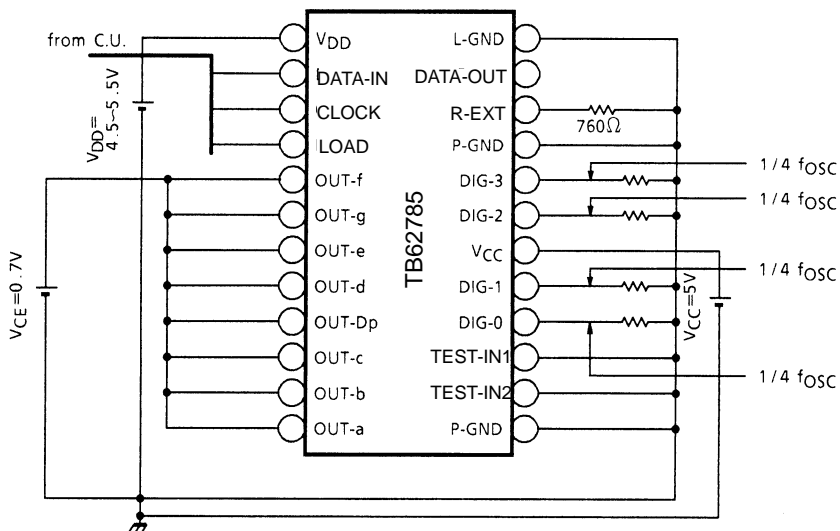 from C.U.
VDD=
4.5~5.5V
VCE=0.7V
VDD
DATA-IN
CLOCK
LOAD
OUT-f
OUT-g
OUT-e
OUT-d
OUT-Dp
OUT-c
OUT-b
OUT-a
TB62785
L-GND
DATA-OUT
R-EXT
P-GND
DIG-3
DIG-2
VCC
DIG-1
DIG-0
TEST-IN1
TEST-IN2
P-GND
760Ω
1/4 fOSC
1/4 fOSC
1/4 fOSC
VCC=5V
1/4 fOSC